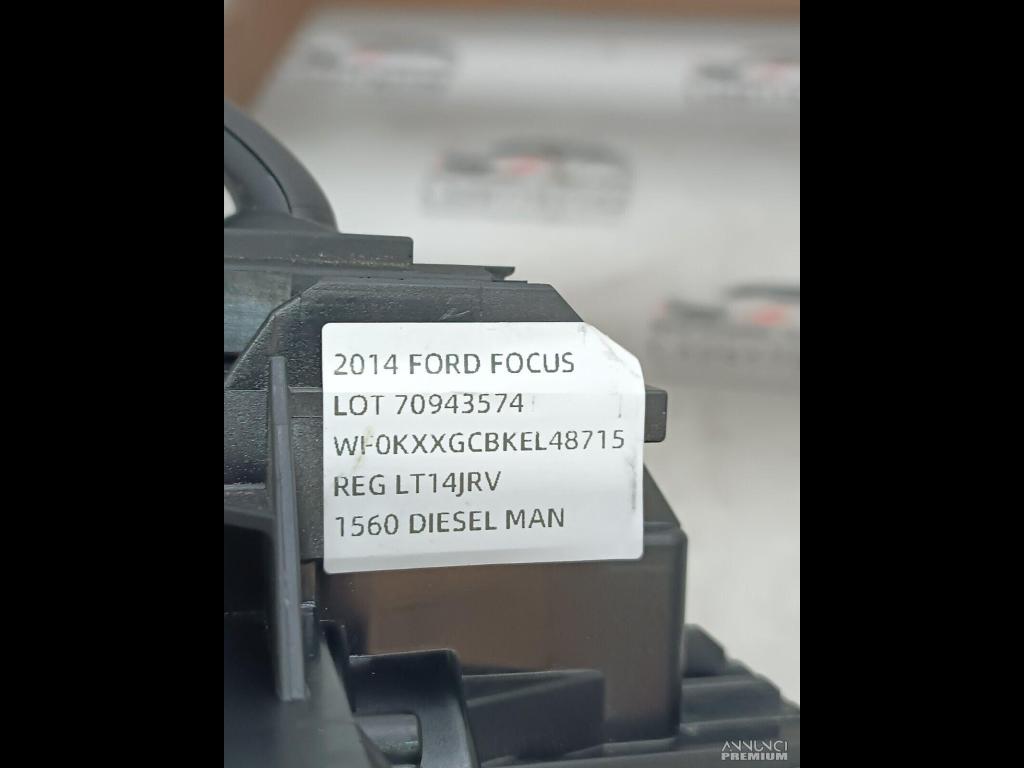 2014 FORD FOCUS
LOT 70943574
WF0KXXGCBKEL48715
REG LT14JRV
1560 DIESEL MAN
ANNUNCI
PREMIUM